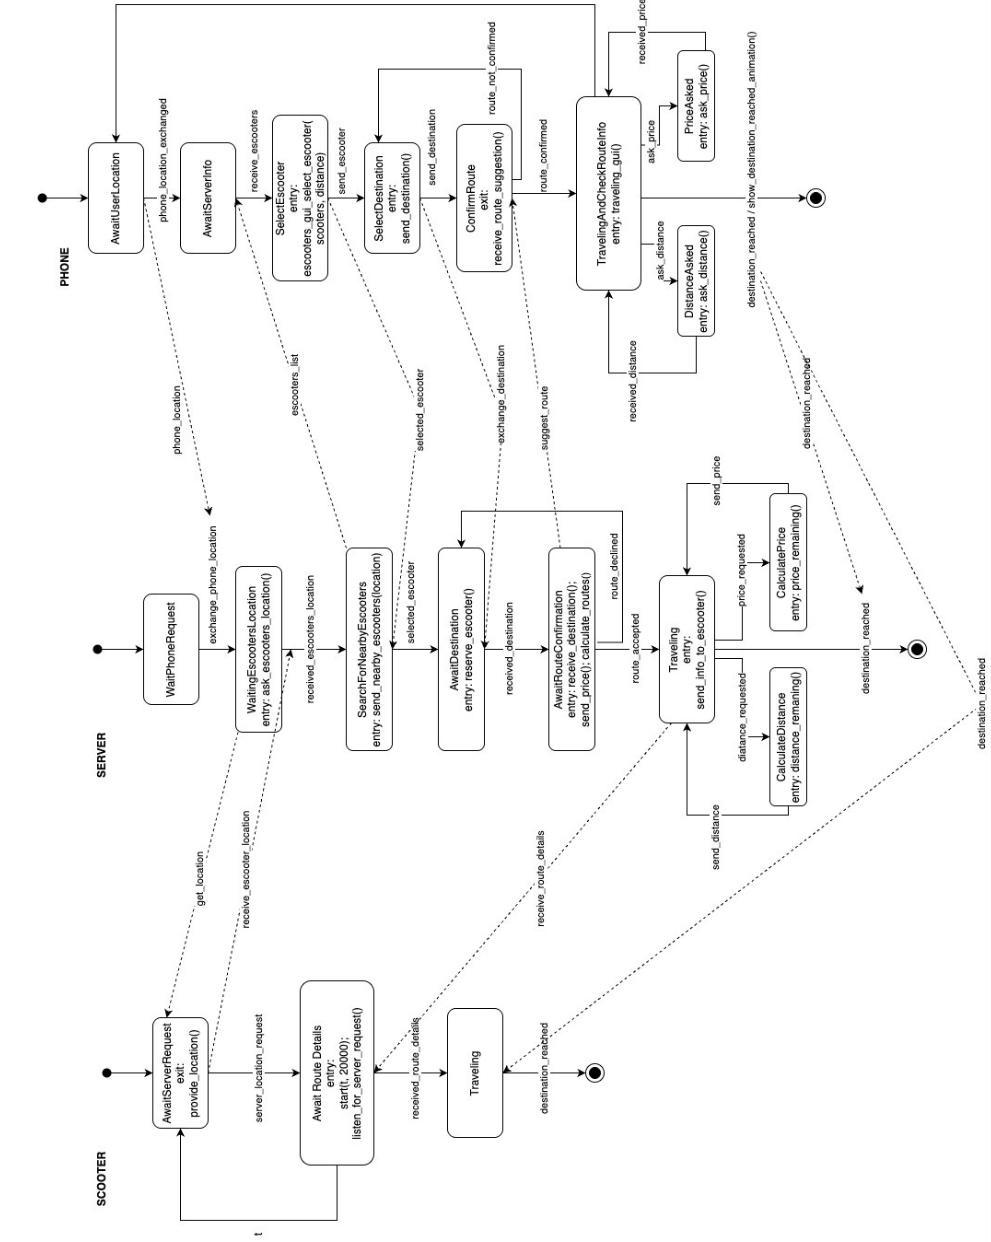 PHONE
AwaitUserLocation
phone_location_exchanged
AwaitServerInfo
receive_escooters
SelectEscooter
entry:
escooters_gui_select_escooter(
scooters, distance)
send_escooter
SelectDestination
entry:
send_destination()
send_destination
ConfirmRoute
exit:
receive_route_suggestion()
route_not_confirmed
route_confirmed
TravelingAndCheckRouteInfo
entry: traveling_gui()
received_price
ask_price
PriceAsked
entry: ask_price()
ask_distance
DistanceAsked
entry: ask_distance()
received_distance
destination_reached / show_destination_reached_animation()
phone_location
escooters_list
selected_escooter
exchange_destination
suggest_route
destination_reached
SERVER
WaitPhoneRequest
exchange_phone_location
WaitingEscootersLocation
entry: ask_escooters_location()
received_escooters_location
SearchForNearbyEscooters
entry: send_nearby_escooters(location)
selected_escooter
AwaitDestination
entry: reserve_escooter()
received_destination
AwaitRouteConfirmation
entry: receive_destination();
send_price(); calculate_routes()
route_declined
route_accepted
Traveling
entry:
send_info_to_escooter()
send_price
price_requested
CalculatePrice
entry: price_remaining()
diatance_requested
CalculateDistance
entry: distance_remaning()
send_distance
destination_reached
destination_reached
get_location
receive_escooter_location
receive_route_details
SCOOTER
AwaitServerRequest
exit:
provide_location()
server_location_request
Await Route Details
entry:
start(t, 20000);
listen_for_server_request()
t
received_route_details
Traveling
destination_reached